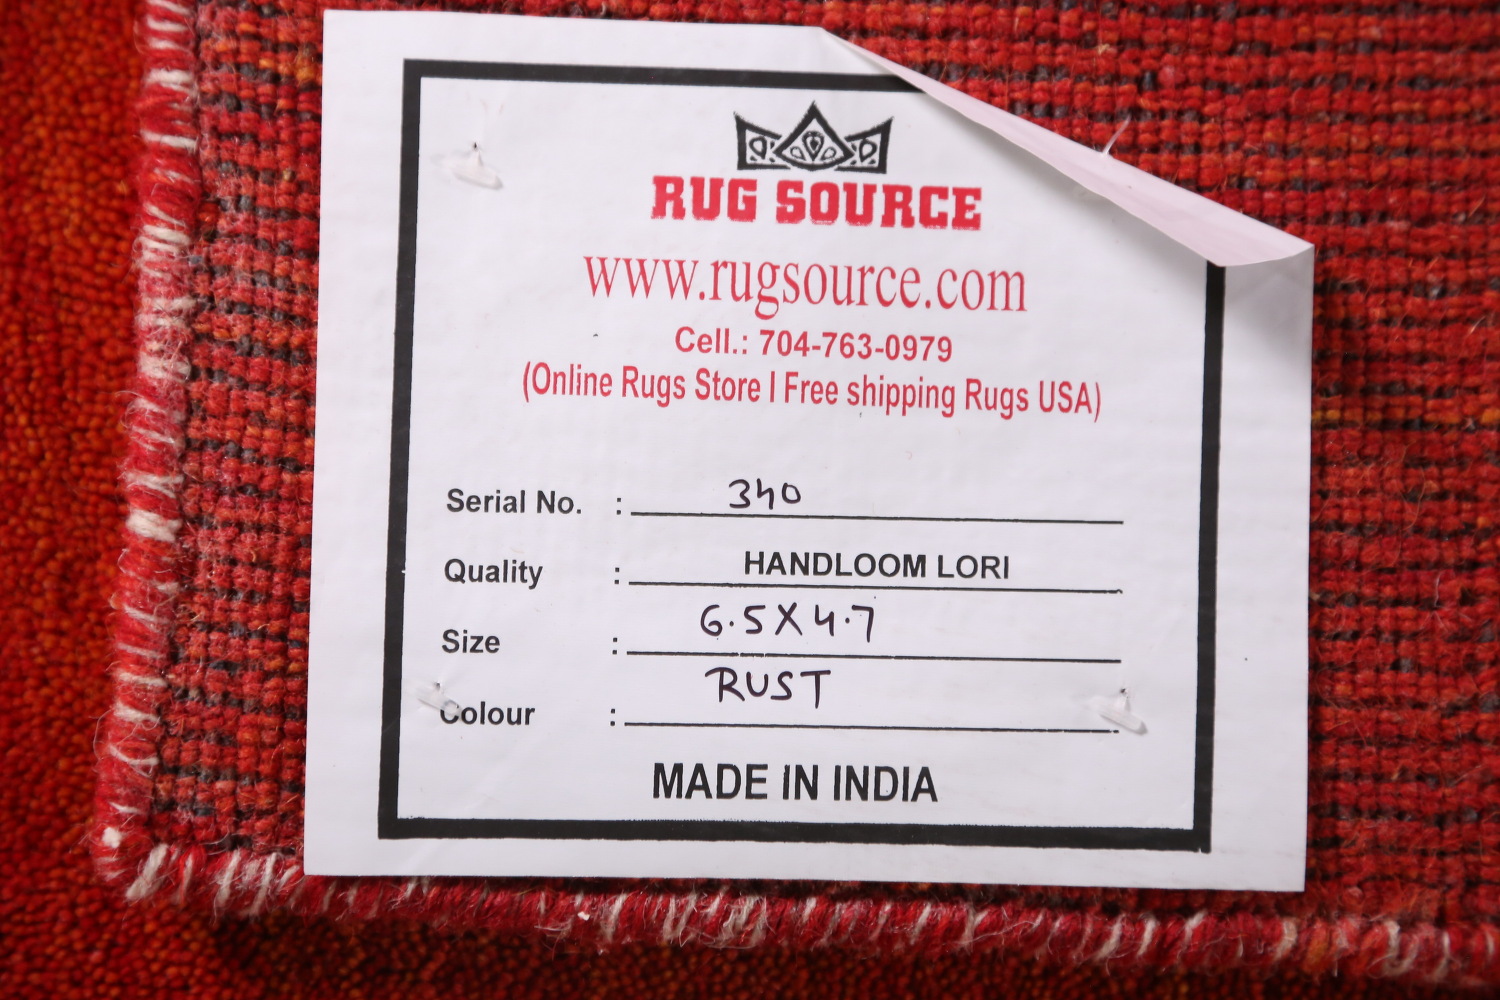 RUG SOURCE
www.rugsource.com
Cell.: 704-763-0979
(Online Rugs Store | Free shipping Rugs USA)
Serial No. : 340
Quality : HANDLOOM LORI
Size : 6.5X4.7
Colour : RUST
MADE IN INDIA